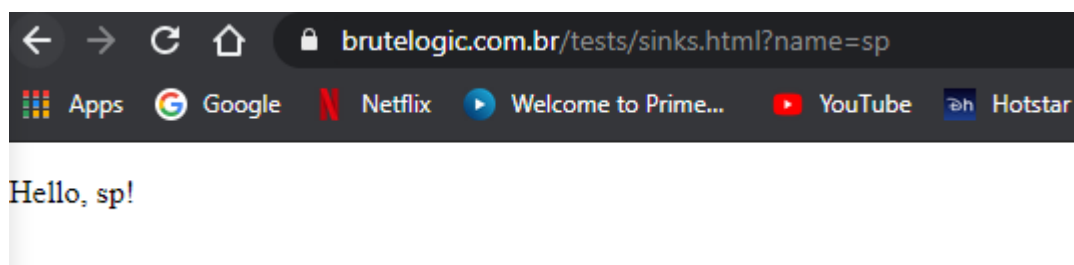 brutelogic.com.br/tests/sinks.html?name=sp
Apps Google Netflix Welcome to Prime... YouTube Hotstar
Hello, sp!